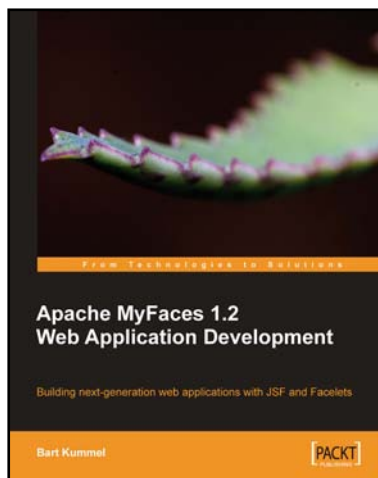 From Technologies to Solutions
Apache MyFaces 1.2
Web Application Development
Building next-generation web applications with JSF and Facelets
Bart Kummel
[PACKT]
PUBLISHING